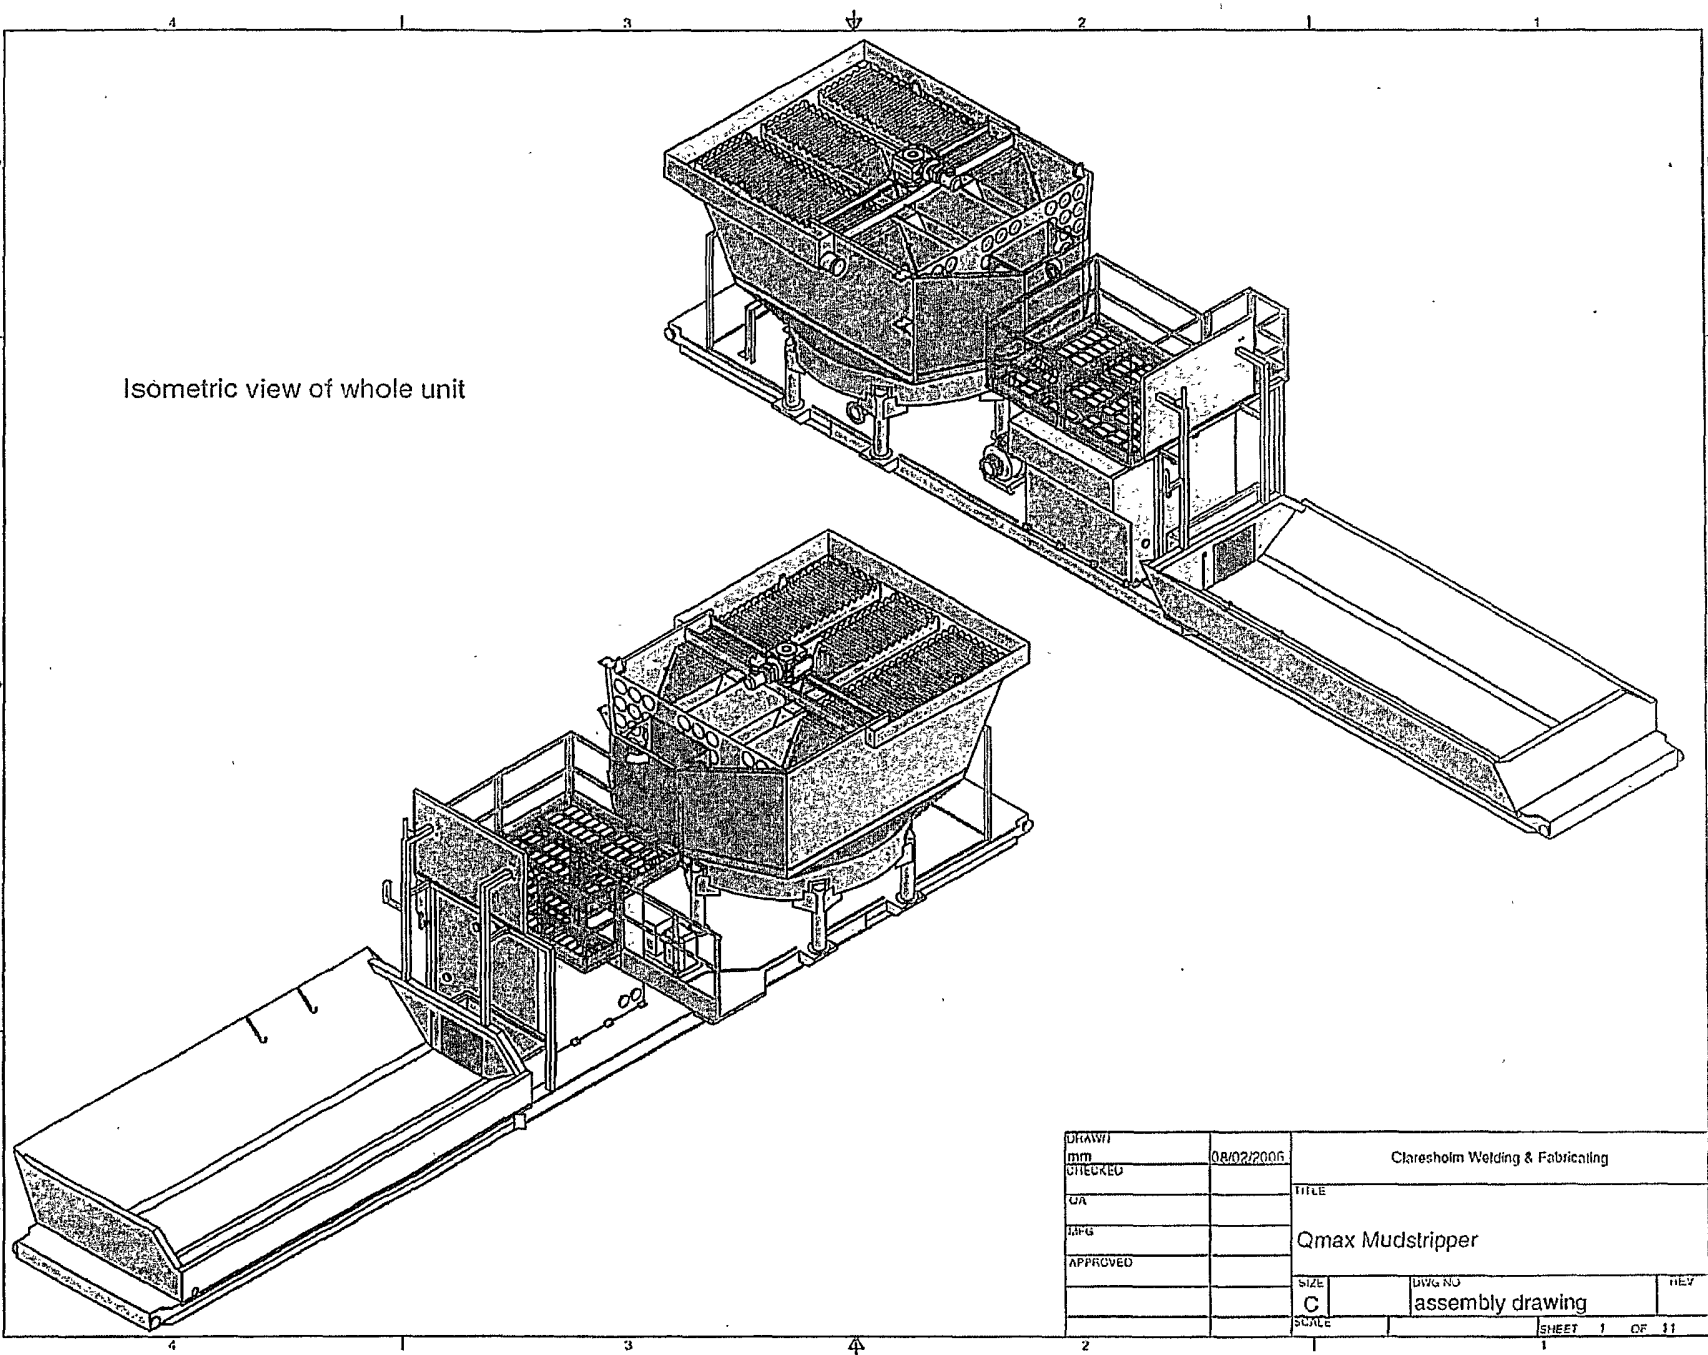 4 3 2 1
Isometric view of whole unit
DRAWN
mm 08/02/2006 Claresholm Welding & Fabricating
CHECKED
TITLE
QA
MFG
Qmax Mudstripper
APPROVED
SIZE DWG NO REV
C assembly drawing
SCALE
SHEET 1 OF 11
4 3 2 1